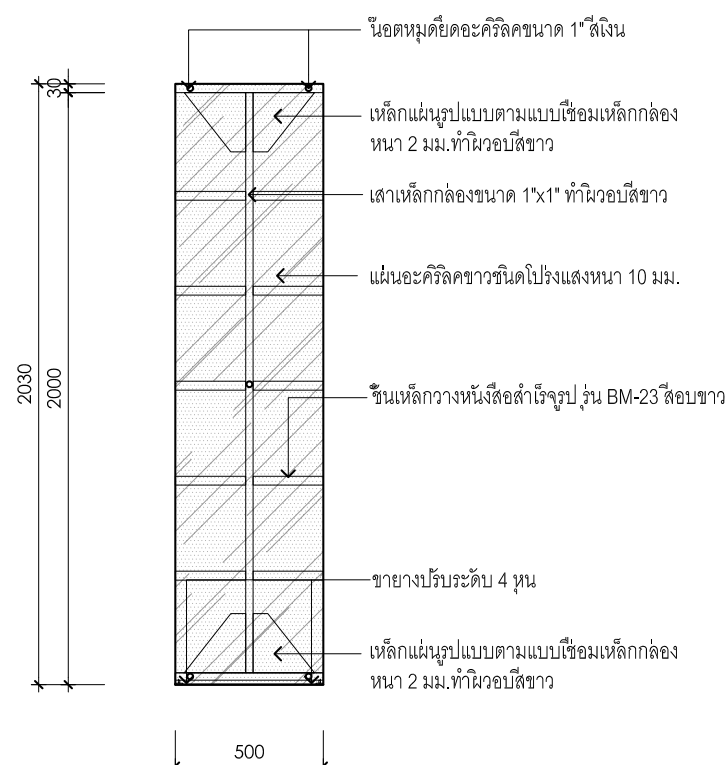 น๊อตหมุดยึดอะคิริลิคขนาด 1" สีเงิน
30
เหล็กแผ่นรูปแบบตามแบบเชื่อมเหล็กกล่อง
หนา 2 มม.ทำผิวอบสีขาว
เสาเหล็กกล่องขนาด 1"x1" ทำผิวอบสีขาว
แผ่นอะคิริลิคขาวชนิดโปร่งแสงหนา 10 มม.
2030
2000
ชั้นเหล็กวางหนังสือสำเร็จรูป รุ่น BM-23 สีอบขาว
ขายางปรับระดับ 4 หุน
เหล็กแผ่นรูปแบบตามแบบเชื่อมเหล็กกล่อง
หนา 2 มม.ทำผิวอบสีขาว
500